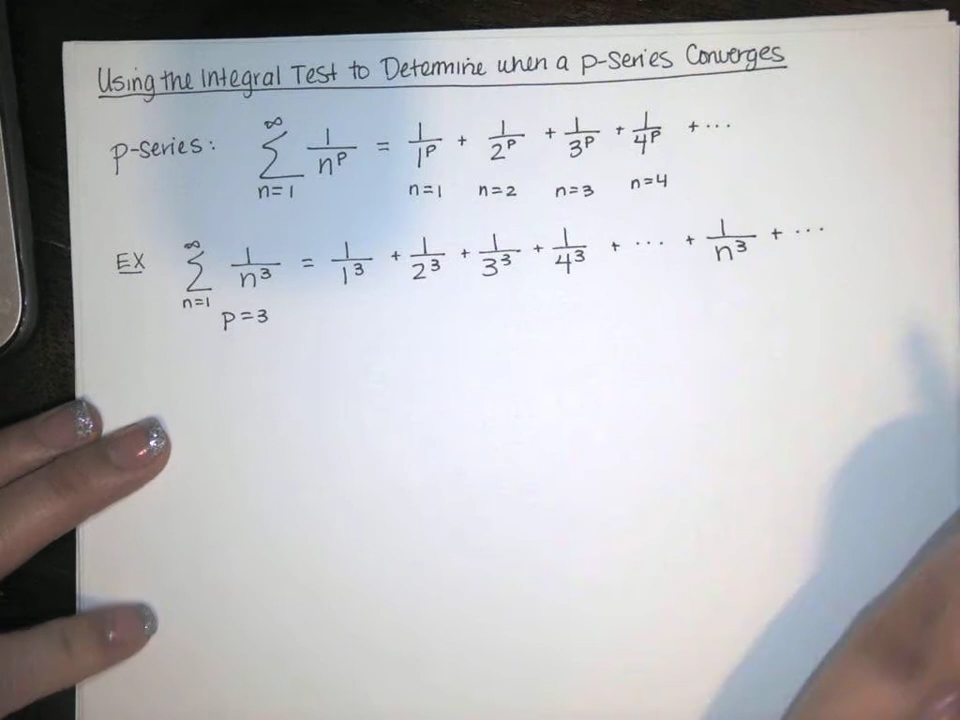 Using the Integral Test to Determine when a p-series Converges
p-series: ∞∑n=1 1/n^p = 1/1^p + 1/2^p + 1/3^p + 1/4^p + ...
n=1 n=2 n=3 n=4
EX ∞∑n=1 1/n^3 = 1/1^3 + 1/2^3 + 1/3^3 + 1/4^3 + ... + 1/n^3 + ...
p=3